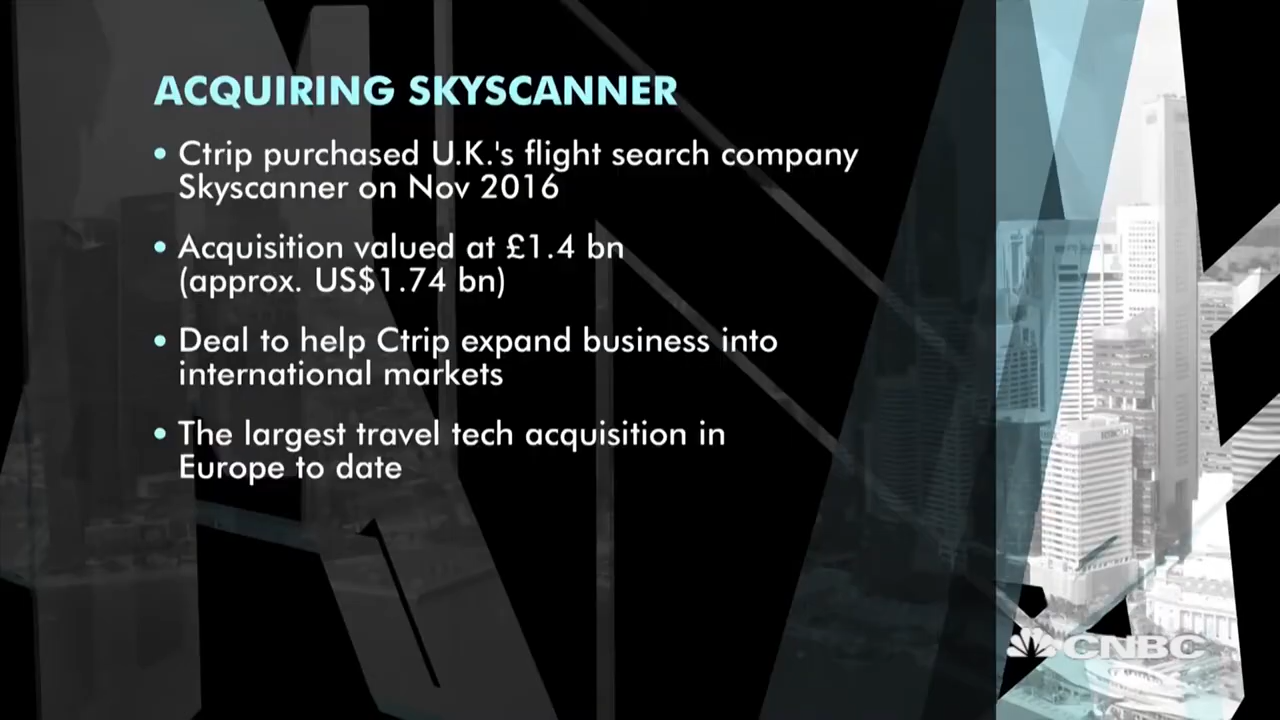 ACQUIRING SKYSCANNER
• Ctrip purchased U.K.'s flight search company
Skyscanner on Nov 2016
• Acquisition valued at £1.4 bn
(approx. US$1.74 bn)
• Deal to help Ctrip expand business into
international markets
• The largest travel tech acquisition in
Europe to date
CNBC